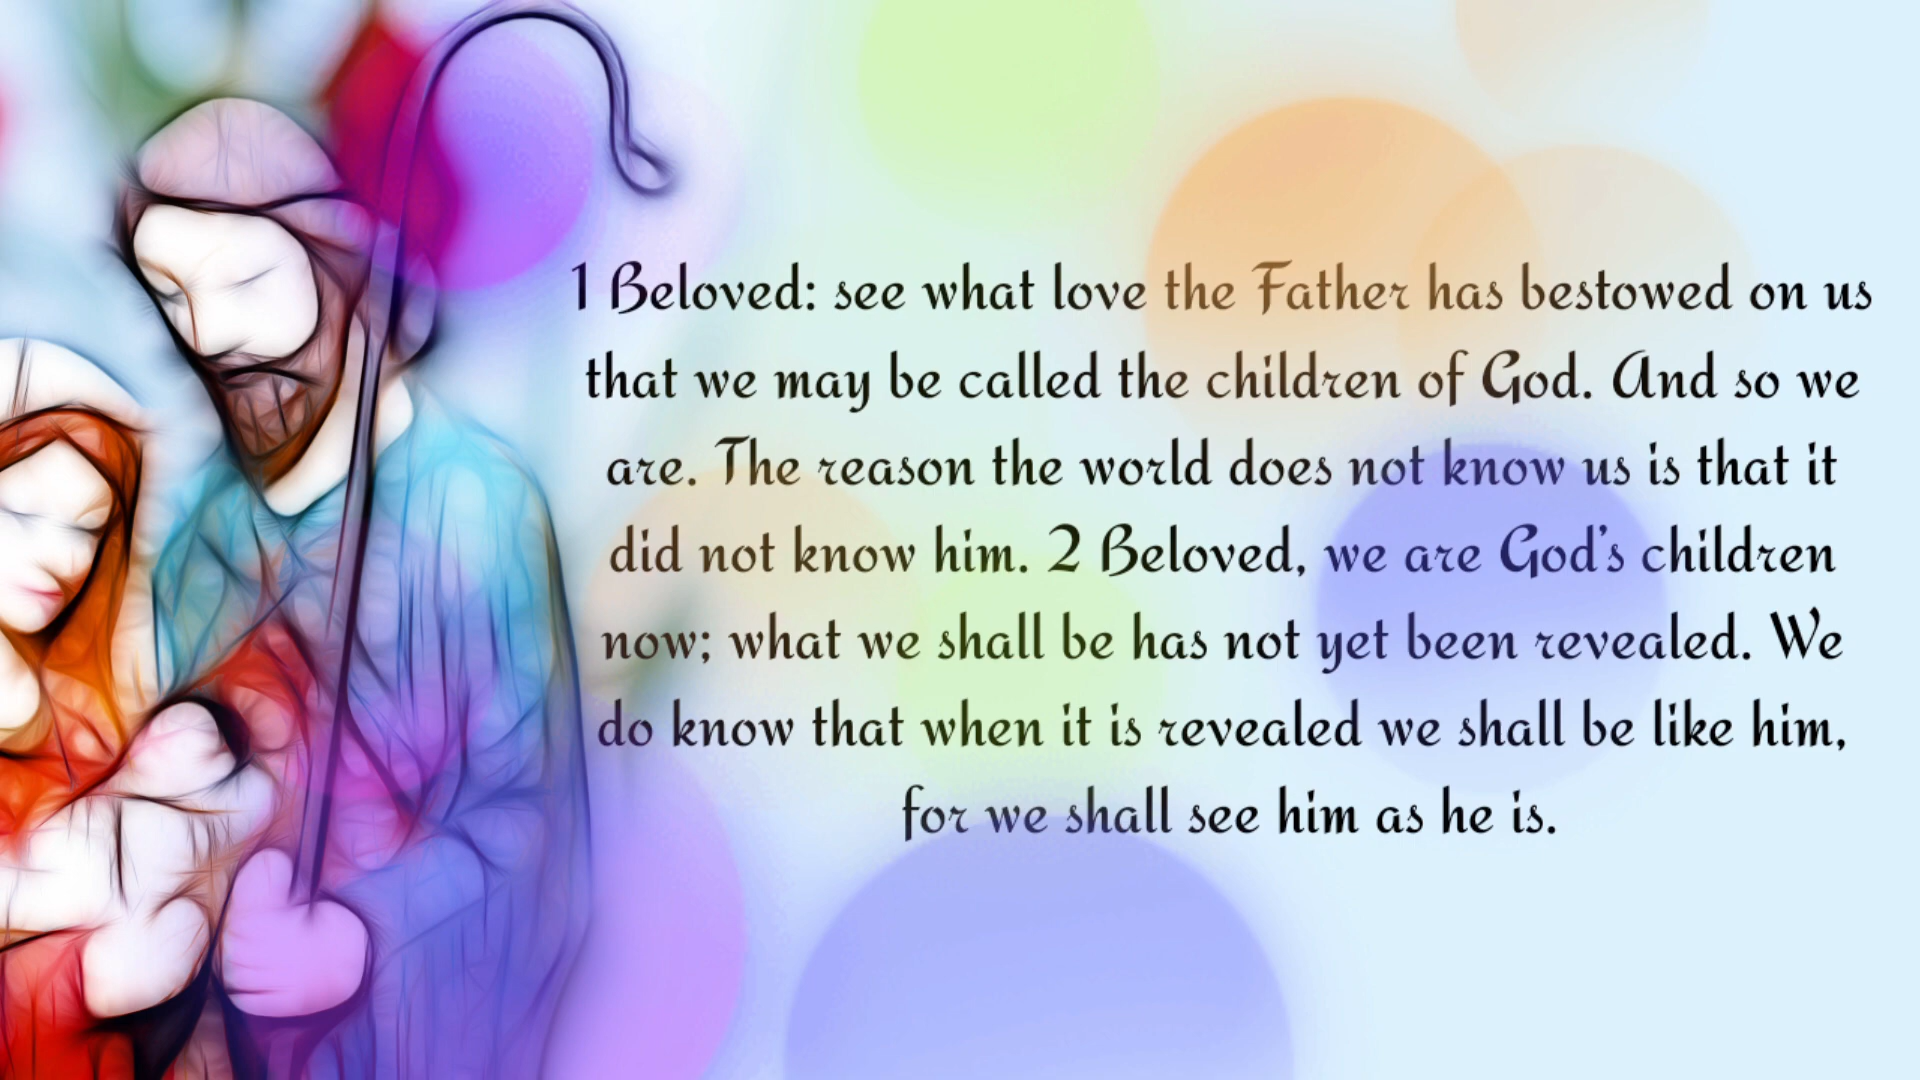 1 Beloved: see what love the Father has bestowed on us
that we may be called the children of God. And so we
are. The reason the world does not know us is that it
did not know him. 2 Beloved, we are God’s children
now; what we shall be has not yet been revealed. We
do know that when it is revealed we shall be like him,
for we shall see him as he is.